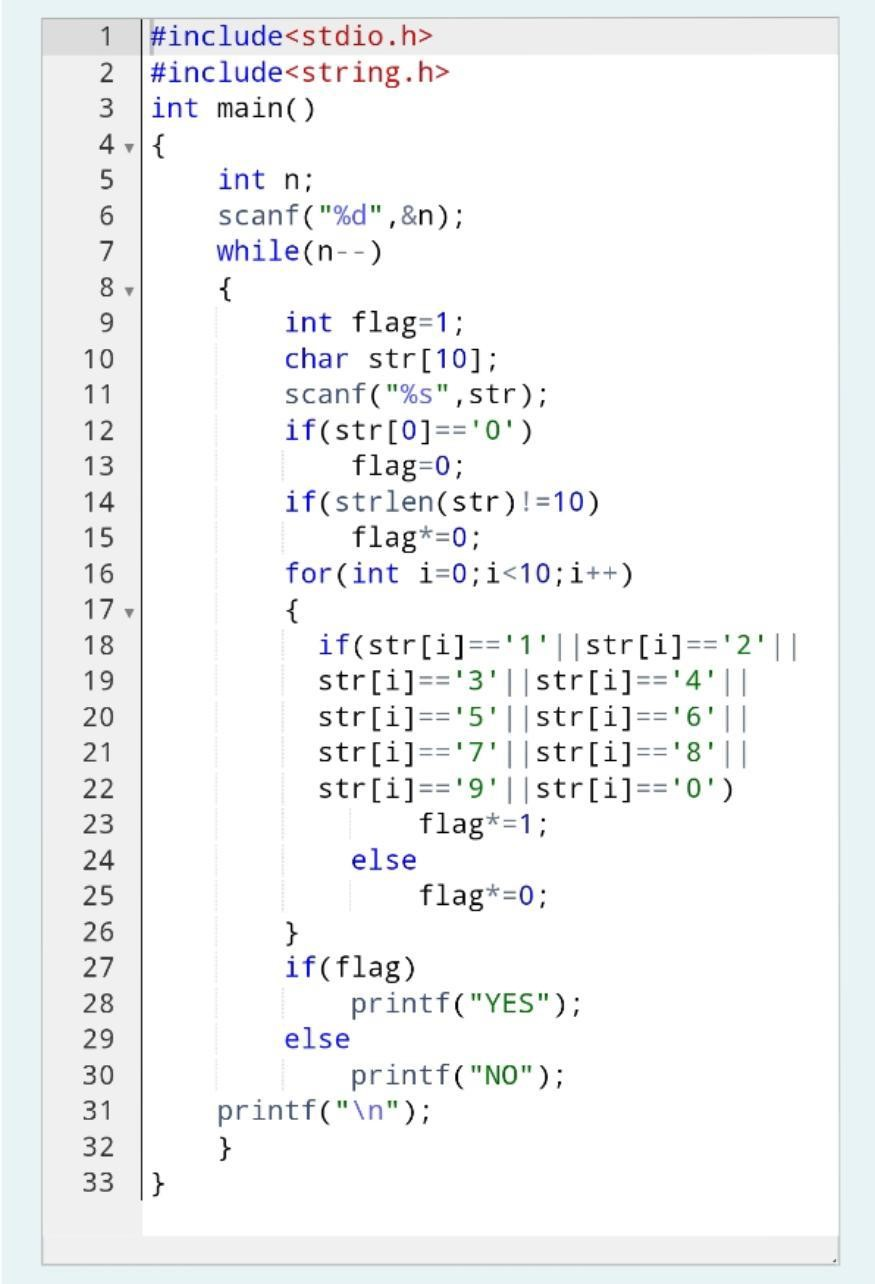 1 #include<stdio.h>
2 #include<string.h>
3 int main()
4 {
5     int n;
6     scanf("%d",&n);
7     while(n--)
8     {
9         int flag=1;
10         char str[10];
11         scanf("%s",str);
12         if(str[0]=='0')
13             flag=0;
14         if(strlen(str)!=10)
15             flag*=0;
16         for(int i=0;i<10;i++)
17         {
18           if(str[i]=='1'||str[i]=='2'||
19           str[i]=='3'||str[i]=='4'||
20           str[i]=='5'||str[i]=='6'||
21           str[i]=='7'||str[i]=='8'||
22           str[i]=='9'||str[i]=='0')
23                 flag*=1;
24             else
25                 flag*=0;
26         }
27         if(flag)
28             printf("YES");
29         else
30             printf("NO");
31     printf("\n");
32     }
33 }